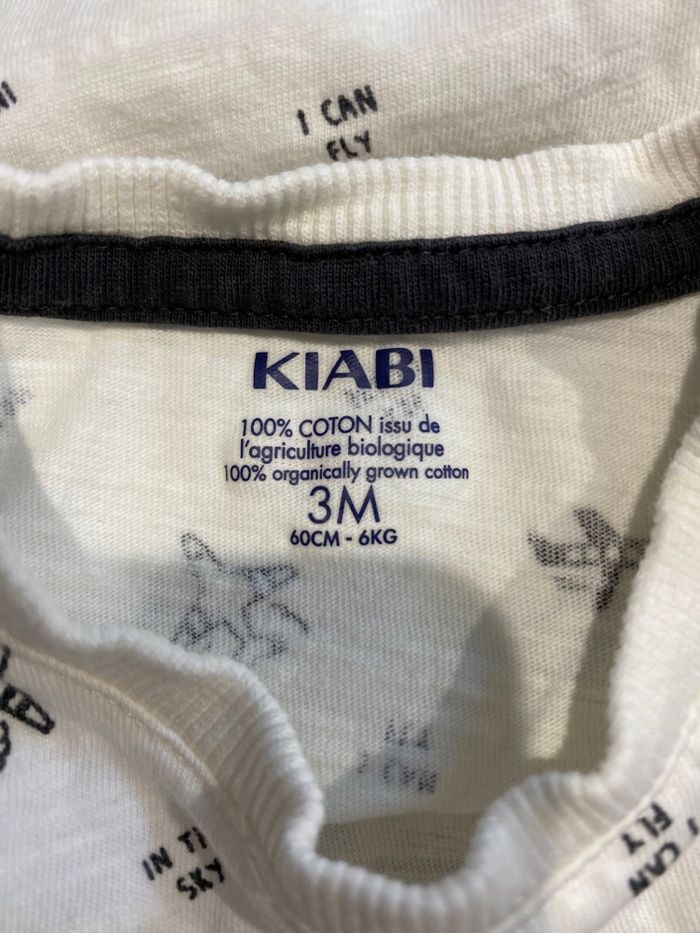 I CAN
FLY
KIABI
100% COTON issu de
l'agriculture biologique
100% organically grown cotton
3M
60CM - 6KG
IN
SKY
CAN
FLY